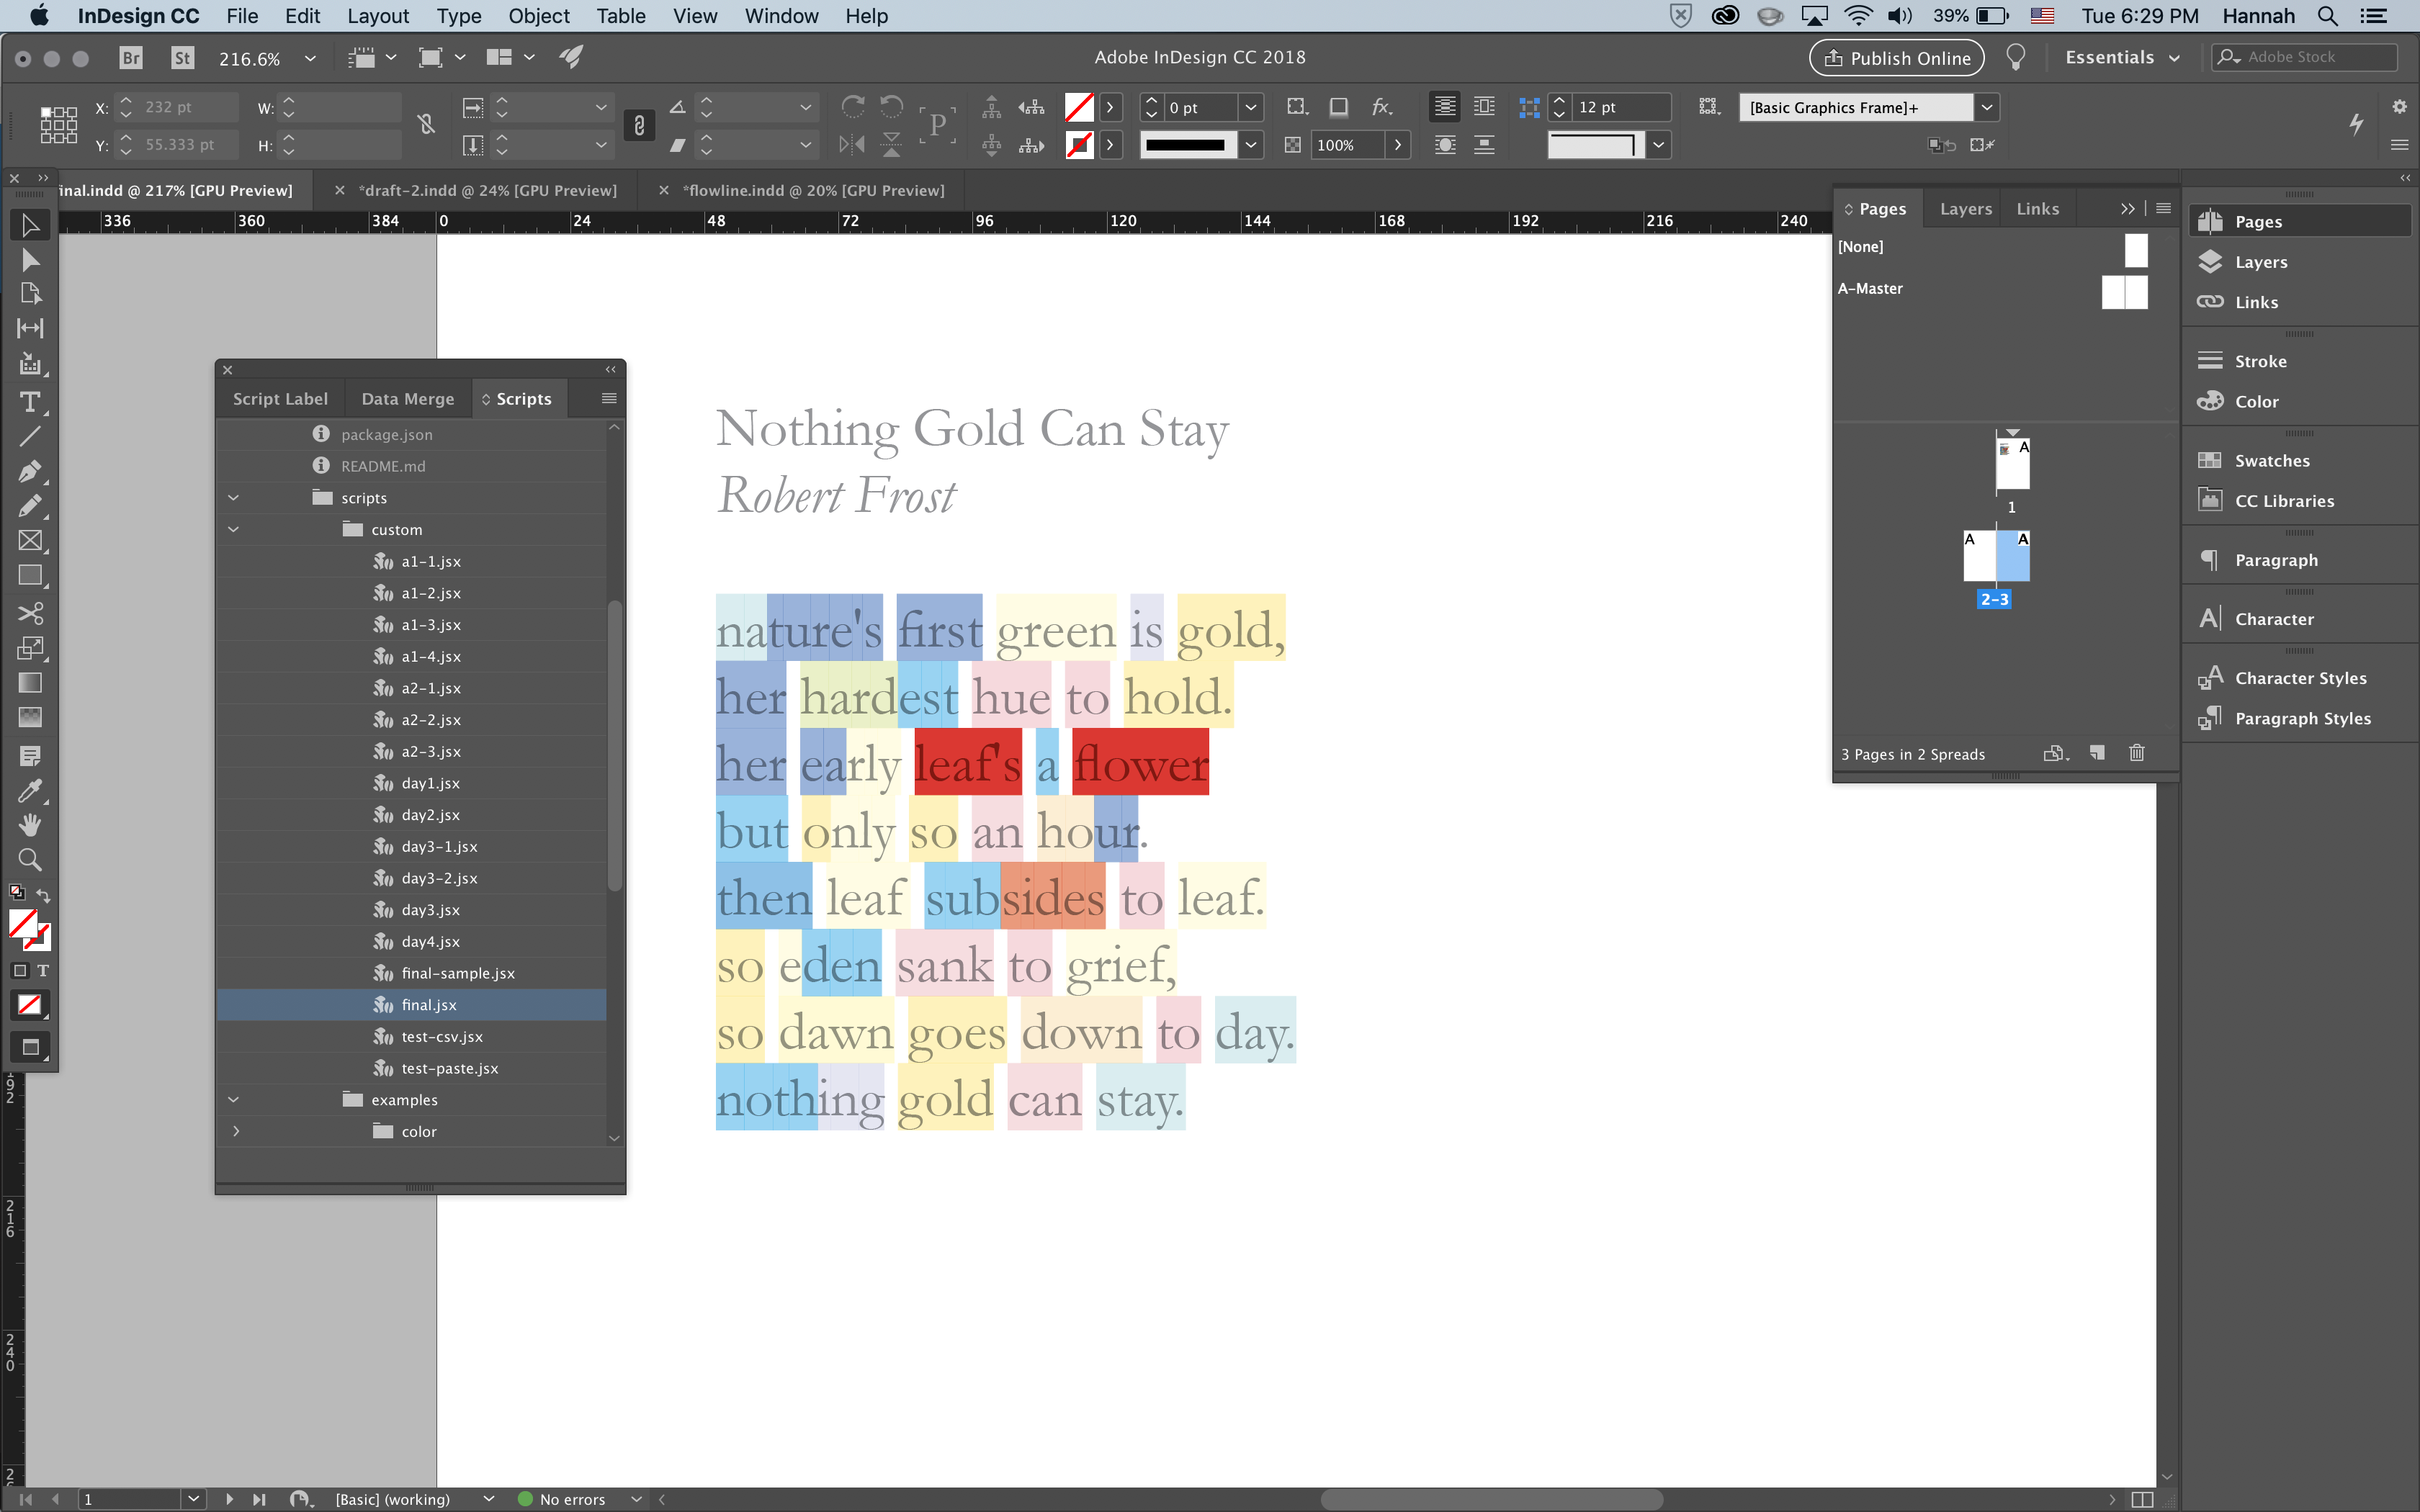 InDesign CC File Edit Layout Type Object Table View Window Help 39% Tue 6:29 PM Hannah
Br St 216.6% Adobe InDesign CC 2018 Publish Online Essentials Adobe Stock
X: 232 pt W: 0 pt 12 pt [Basic Graphics Frame]+
Y: 55.333 pt H: 100%
final.indd @ 217% [GPU Preview] *draft-2.indd @ 24% [GPU Preview] *flowline.indd @ 20% [GPU Preview]
336 360 384 0 24 48 72 96 120 144 168 192 216 240
Script Label Data Merge Scripts
package.json
README.md
scripts
custom
a1-1.jsx
a1-2.jsx
a1-3.jsx
a1-4.jsx
a2-1.jsx
a2-2.jsx
a2-3.jsx
day1.jsx
day2.jsx
day3-1.jsx
day3-2.jsx
day3.jsx
day4.jsx
final-sample.jsx
final.jsx
test-csv.jsx
test-paste.jsx
examples
color
Nothing Gold Can Stay
Robert Frost
nature's first green is gold,
her hardest hue to hold.
her early leaf's a flower
but only so an hour.
then leaf subsides to leaf.
so eden sank to grief,
so dawn goes down to day.
nothing gold can stay.
Pages Layers Links
[None]
A-Master
A
1
A A
2-3
3 Pages in 2 Spreads
Pages
Layers
Links
Stroke
Color
Swatches
CC Libraries
Paragraph
Character
Character Styles
Paragraph Styles
192
216
240
1 [Basic] (working) No errors